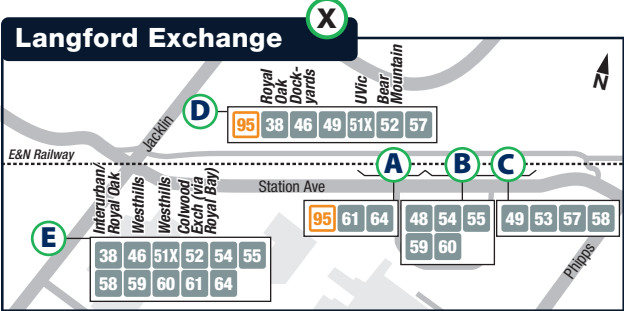 Langford Exchange
X
N
Royal
Oak
Dock-
yards
UVic
Bear
Mountain
D
95 38 46 49 51X 52 57
Jacklin
E&N Railway
A
B
C
Station Ave
95 61 64
48 54 55
59 60
49 53 57 58
Interurban/
Royal Oak
Westhills
Westhills
Colwood
Exch (via
Royal Bay)
E
38 46 51X 52 54 55
58 59 60 61 64
Phipps